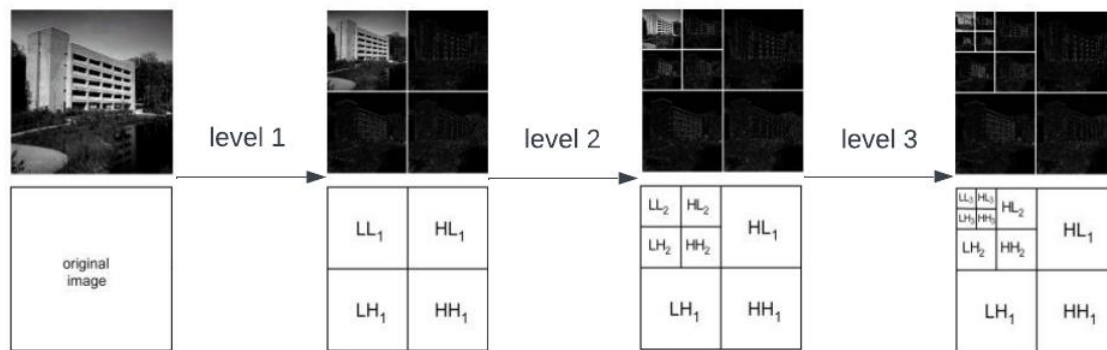 level 1
level 2
level 3
original
image
LL₁ HL₁
LH₁ HH₁
LL₂ HL₂
HL₁
LH₂ HH₂
LH₁ HH₁
LL₃ HL₃
HL₂
LH₃ HH₃
HL₁
LH₂ HH₂
LH₁ HH₁